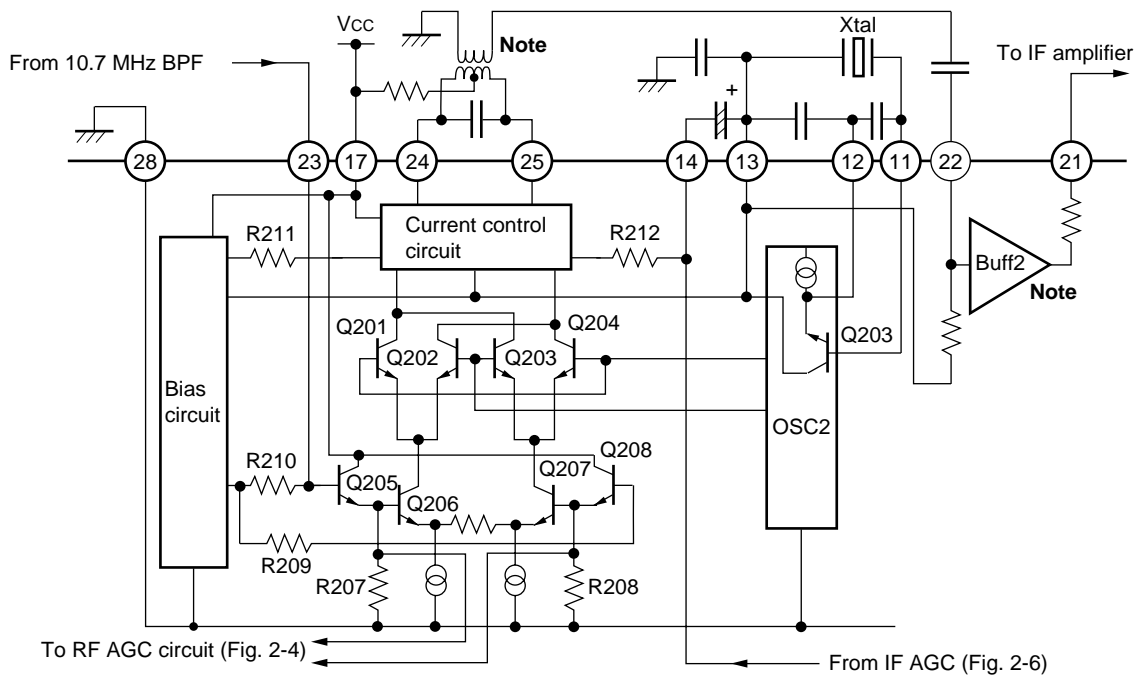 Xtal
VCC
Note
To IF amplifier
From 10.7 MHz BPF
+
28
23
17
24
25
14
13
12
11
22
21
R211
Current control
circuit
R212
Buff2
Note
Q201
Q204
Q202
Q203
Q203
Bias
circuit
OSC2
R210
Q208
Q205
Q207
Q206
R209
R207
R208
To RF AGC circuit (Fig. 2-4)
From IF AGC (Fig. 2-6)